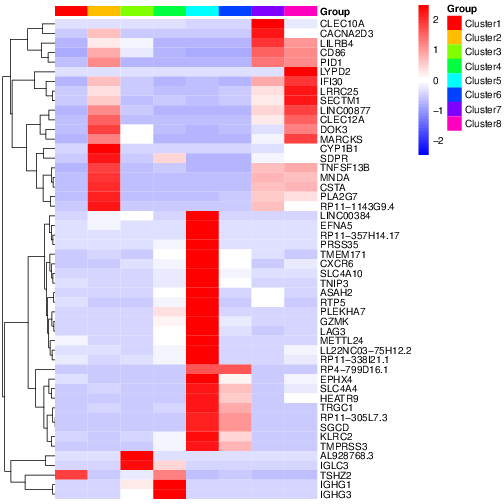 Group
CLEC10A
CACNA2D3
LILRB4
CD86
PID1
LYPD2
IFI30
LRRC25
SECTM1
LINC00877
CLEC12A
DOK3
MARCKS
CYP1B1
SDPR
TNFSF13B
MNDA
CSTA
PLA2G7
RP11-1143G9.4
LINC00384
EFNA5
RP11-357H14.17
PRSS35
TMEM171
CXCR6
SLC4A10
TNIP3
ASAH2
RTP5
PLEKHA7
GZMK
LAG3
METTL24
LL22NC03-75H12.2
RP11-338I21.1
RP4-799D16.1
EPHX4
SLC4A4
HEATR9
TRGC1
RP11-305L7.3
SGCD
KLRC2
TMPRSS3
AL928768.3
IGLC3
TSHZ2
IGHG1
IGHG3
2
1
0
−1
−2
Group
Cluster1
Cluster2
Cluster3
Cluster4
Cluster5
Cluster6
Cluster7
Cluster8